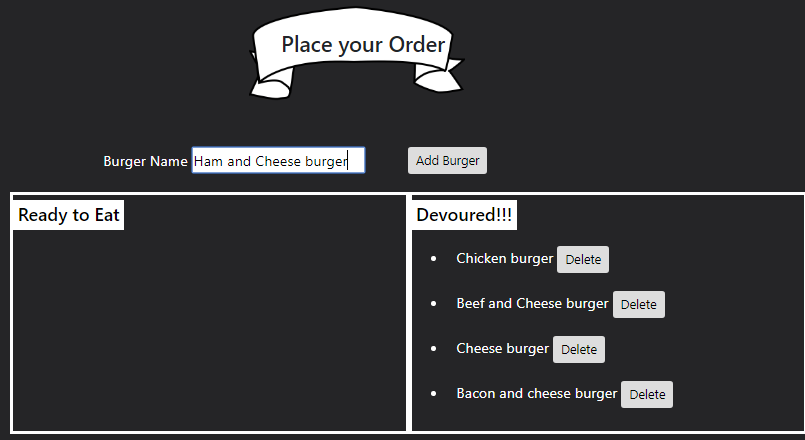 Place your Order
Burger Name Ham and Cheese burger Add Burger
Ready to Eat
Devoured!!!
Chicken burger Delete
Beef and Cheese burger Delete
Cheese burger Delete
Bacon and cheese burger Delete